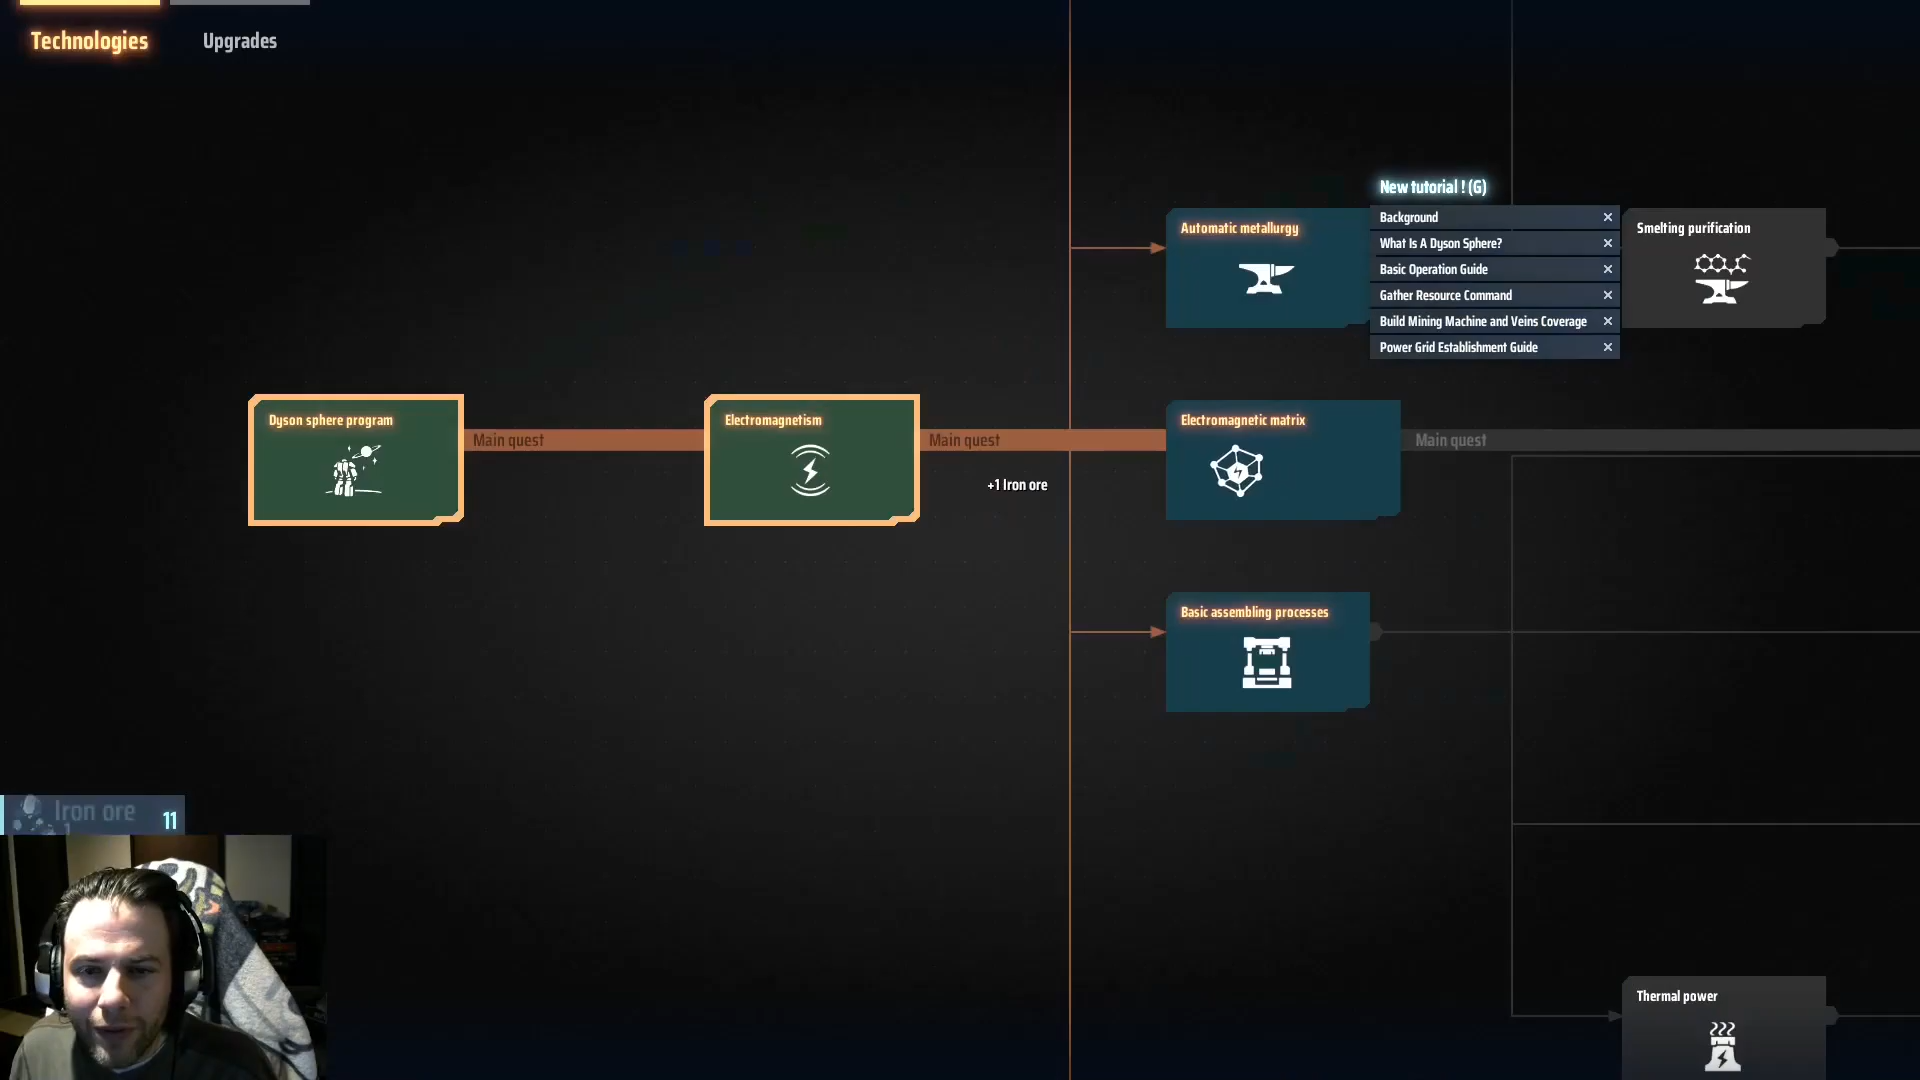 Technologies
Upgrades
New tutorial ! (G)
Background
What Is A Dyson Sphere?
Basic Operation Guide
Gather Resource Command
Build Mining Machine and Veins Coverage
Power Grid Establishment Guide
Automatic metallurgy
Smelting purification
Dyson sphere program
Main quest
Electromagnetism
Main quest
Electromagnetic matrix
Main quest
+1 Iron ore
Basic assembling processes
Iron ore
1
11
Thermal power